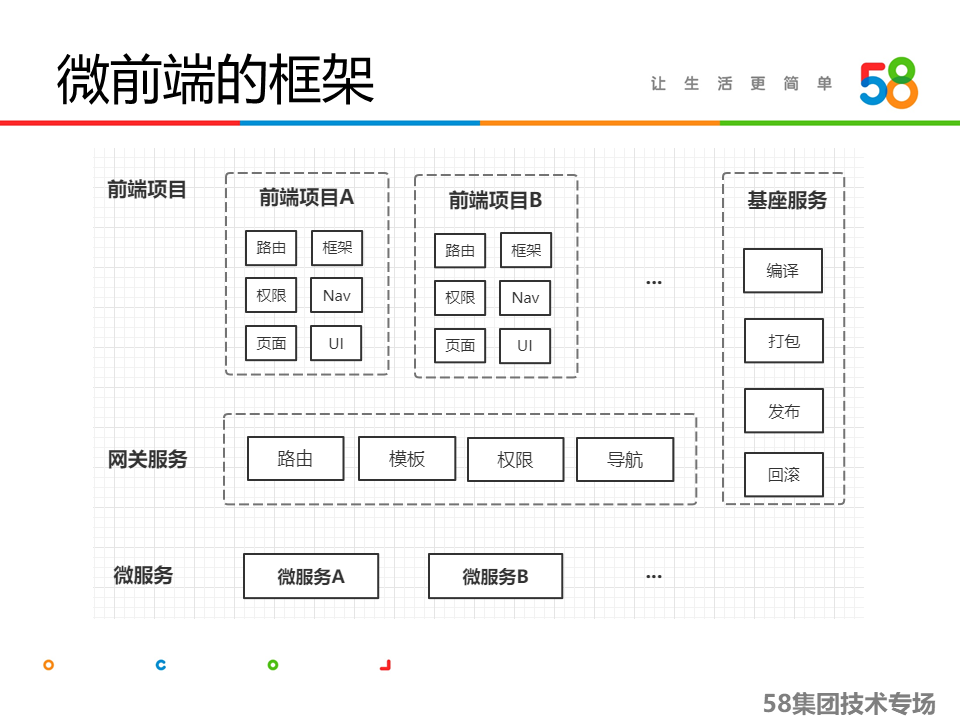 微前端的框架
让生活更简单
58
前端项目
前端项目A
路由 框架
权限 Nav
页面 UI
前端项目B
路由 框架
权限 Nav
页面 UI
...
基座服务
编译
打包
发布
回滚
网关服务
路由 模板 权限 导航
微服务
微服务A 微服务B ...
58集团技术专场